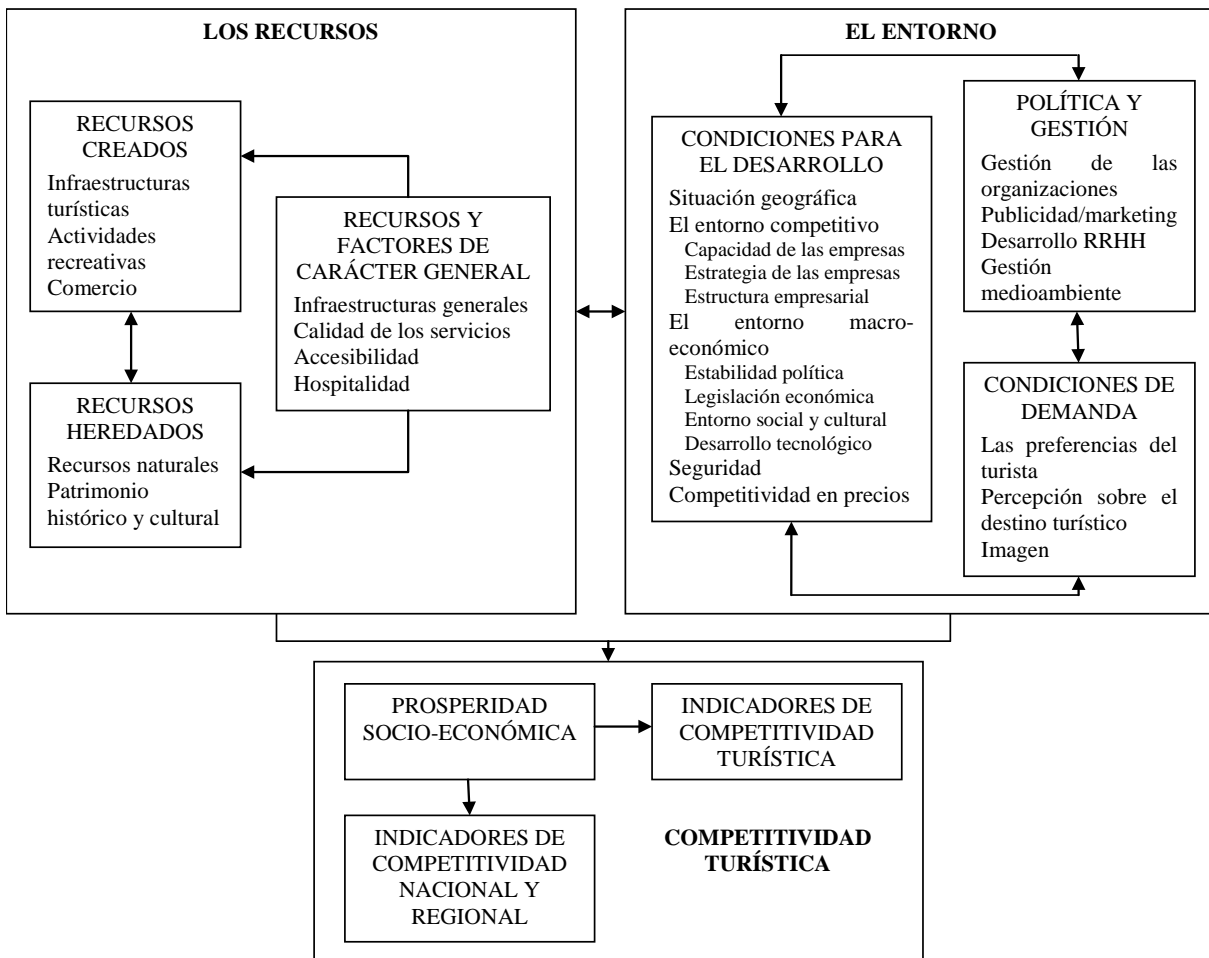 LOS RECURSOS
RECURSOS
CREADOS
Infraestructuras
turísticas
Actividades
recreativas
Comercio
RECURSOS Y
FACTORES DE
CARÁCTER GENERAL
Infraestructuras generales
Calidad de los servicios
Accesibilidad
Hospitalidad
RECURSOS
HEREDADOS
Recursos naturales
Patrimonio
histórico y cultural
EL ENTORNO
CONDICIONES PARA
EL DESARROLLO
Situación geográfica
El entorno competitivo
Capacidad de las empresas
Estrategia de las empresas
Estructura empresarial
El entorno macro-
económico
Estabilidad política
Legislación económica
Entorno social y cultural
Desarrollo tecnológico
Seguridad
Competitividad en precios
POLÍTICA Y
GESTIÓN
Gestión de las
organizaciones
Publicidad/marketing
Desarrollo RRHH
Gestión
medioambiente
CONDICIONES DE
DEMANDA
Las preferencias del
turista
Percepción sobre el
destino turístico
Imagen
PROSPERIDAD
SOCIO-ECONÓMICA
INDICADORES DE
COMPETITIVIDAD
TURÍSTICA
INDICADORES DE
COMPETITIVIDAD
NACIONAL Y
REGIONAL
COMPETITIVIDAD
TURÍSTICA